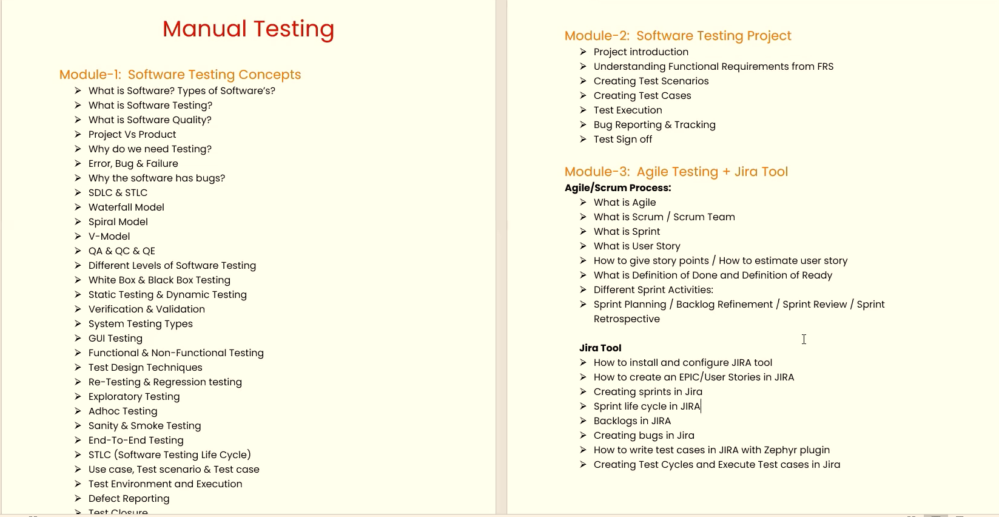 Manual Testing
Module-1: Software Testing Concepts
➢ What is Software? Types of Software's?
➢ What is Software Testing?
➢ What is Software Quality?
➢ Project Vs Product
➢ Why do we need Testing?
➢ Error, Bug & Failure
➢ Why the software has bugs?
➢ SDLC & STLC
➢ Waterfall Model
➢ Spiral Model
➢ V-Model
➢ QA & QC & QE
➢ Different Levels of Software Testing
➢ White Box & Black Box Testing
➢ Static Testing & Dynamic Testing
➢ Verification & Validation
➢ System Testing Types
➢ GUI Testing
➢ Functional & Non-Functional Testing
➢ Test Design Techniques
➢ Re-Testing & Regression testing
➢ Exploratory Testing
➢ Adhoc Testing
➢ Sanity & Smoke Testing
➢ End-To-End Testing
➢ STLC (Software Testing Life Cycle)
➢ Use case, Test scenario & Test case
➢ Test Environment and Execution
➢ Defect Reporting
➢ Test Closure
Module-2: Software Testing Project
➢ Project introduction
➢ Understanding Functional Requirements from FRS
➢ Creating Test Scenarios
➢ Creating Test Cases
➢ Test Execution
➢ Bug Reporting & Tracking
➢ Test Sign off
Module-3: Agile Testing + Jira Tool
Agile/Scrum Process:
➢ What is Agile
➢ What is Scrum / Scrum Team
➢ What is Sprint
➢ What is User Story
➢ How to give story points / How to estimate user story
➢ What is Definition of Done and Definition of Ready
➢ Different Sprint Activities:
➢ Sprint Planning / Backlog Refinement / Sprint Review / Sprint
Retrospective
Jira Tool
➢ How to install and configure JIRA tool
➢ How to create an EPIC/User Stories in JIRA
➢ Creating sprints in Jira
➢ Sprint life cycle in JIRA
➢ Backlogs in JIRA
➢ Creating bugs in Jira
➢ How to write test cases in JIRA with Zephyr plugin
➢ Creating Test Cycles and Execute Test cases in Jira